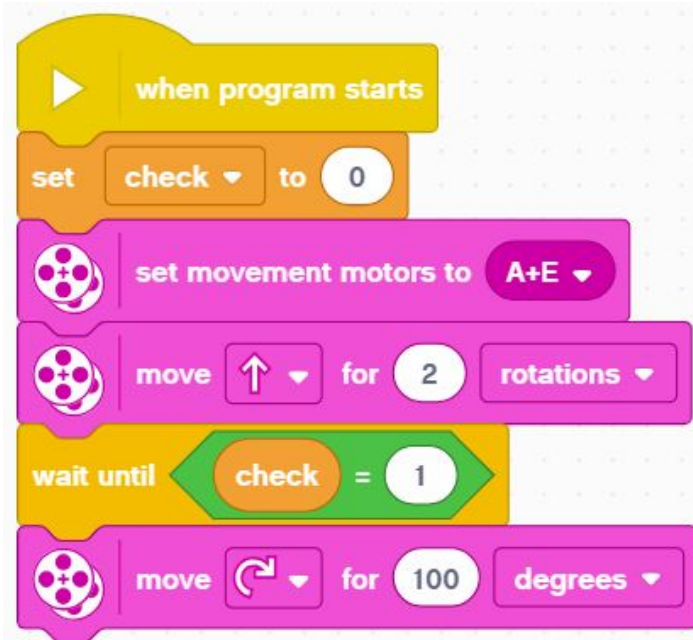 when program starts
set check to 0
set movement motors to A+E
move for 2 rotations
wait until check = 1
move for 100 degrees